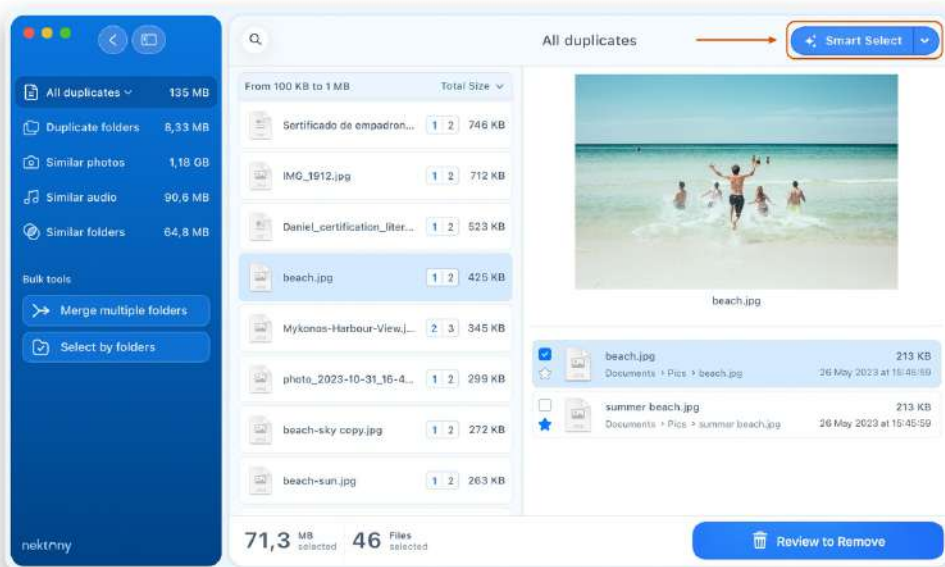 All duplicates
Smart Select
All duplicates 135 MB
Duplicate folders 8,33 MB
Similar photos 1,18 GB
Similar audio 90,6 MB
Similar folders 64,8 MB
Bulk tools
Merge multiple folders
Select by folders
nektony
From 100 KB to 1 MB Total Size
Sertificado de empadron... 1 2 746 KB
IMG_1912.jpg 1 2 712 KB
Daniel_certification_liter... 1 2 523 KB
beach.jpg 1 2 425 KB
Mykonos-Harbour-View.j... 2 3 345 KB
photo_2023-10-31_16-4... 1 2 299 KB
beach-sky copy.jpg 1 2 272 KB
beach-sun.jpg 1 2 263 KB
beach.jpg
beach.jpg 213 KB
Documents › Pics › beach.jpg 26 May 2023 at 15:45:59
summer beach.jpg 213 KB
Documents › Pics › summer beach.jpg 26 May 2023 at 15:45:59
71,3 MB selected 46 Files selected
Review to Remove